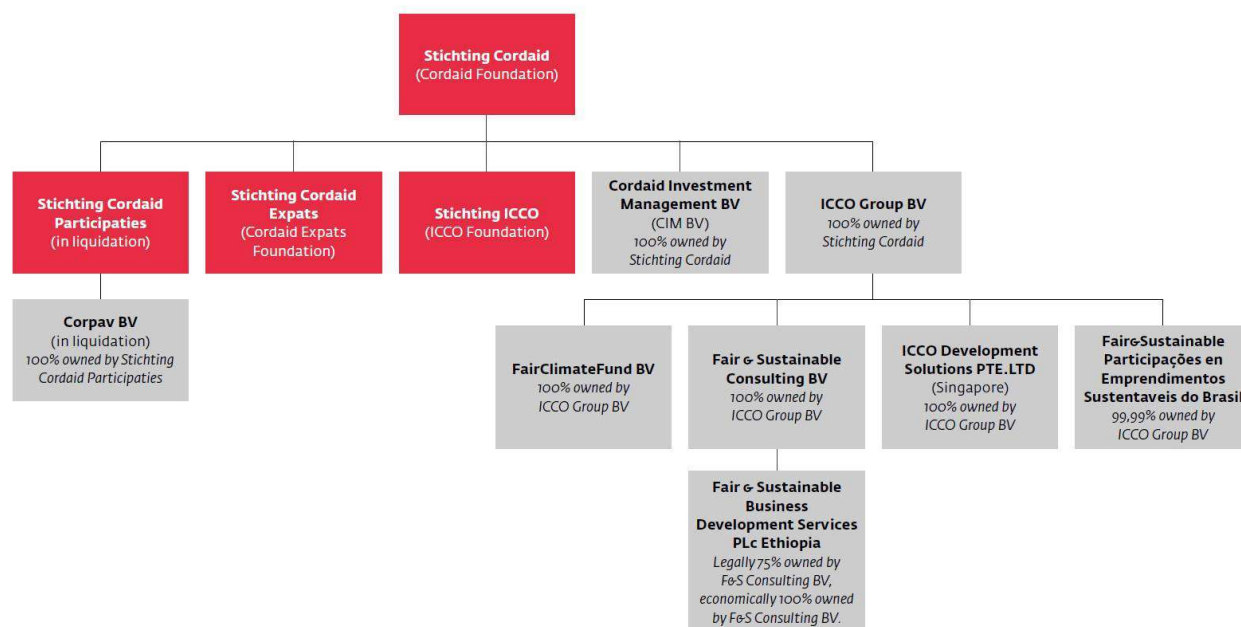 Stichting Cordaid
(Cordaid Foundation)
Stichting Cordaid
Participaties
(in liquidation)
Stichting Cordaid
Expats
(Cordaid Expats
Foundation)
Stichting ICCO
(ICCO Foundation)
Cordaid Investment
Management BV
(CIM BV)
100% owned by
Stichting Cordaid
ICCO Group BV
100% owned by
Stichting Cordaid
Corpav BV
(in liquidation)
100% owned by Stichting
Cordaid Participaties
FairClimateFund BV
100% owned by
ICCO Group BV
Fair & Sustainable
Consulting BV
100% owned by
ICCO Group BV
ICCO Development
Solutions PTE.LTD
(Singapore)
100% owned by
ICCO Group BV
Fair&Sustainable
Participações en
Emprendimentos
Sustentaveis do Brasil
99,99% owned by
ICCO Group BV
Fair & Sustainable
Business
Development Services
PLc Ethiopia
Legally 75% owned by
F&S Consulting BV,
economically 100% owned
by F&S Consulting BV.